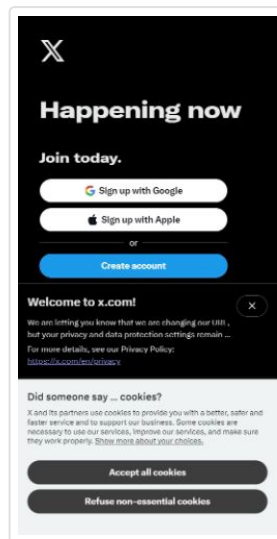 Happening now
Join today.
Sign up with Google
Sign up with Apple
or
Create account
Welcome to x.com!
We are letting you know that we are changing our URL,
but your privacy and data protection settings remain ...
For more details, see our Privacy Policy:
https://x.com/en/privacy
Did someone say ... cookies?
X and its partners use cookies to provide you with a better, safer and
faster service and to support our business. Some cookies are
necessary to use our services, improve our services, and make sure
they work properly. Show more about your choices.
Accept all cookies
Refuse non-essential cookies